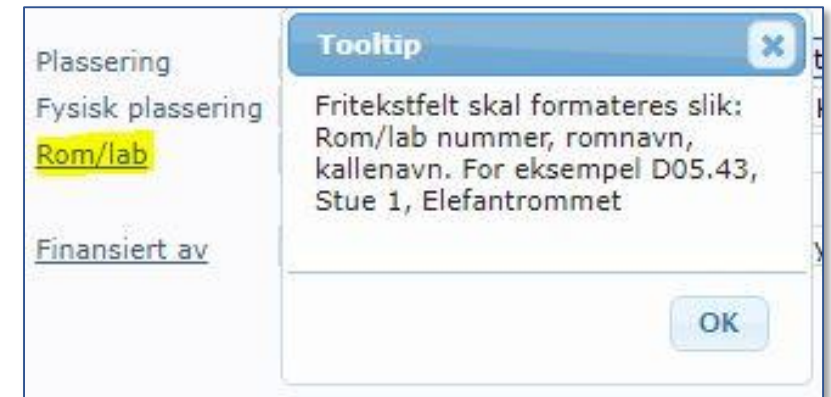 Plassering
Fysisk plassering
Rom/lab
Finansiert av
Tooltip
Fritekstfelt skal formateres slik:
Rom/lab nummer, romnavn,
kallenavn. For eksempel D05.43,
Stue 1, Elefantrommet
OK